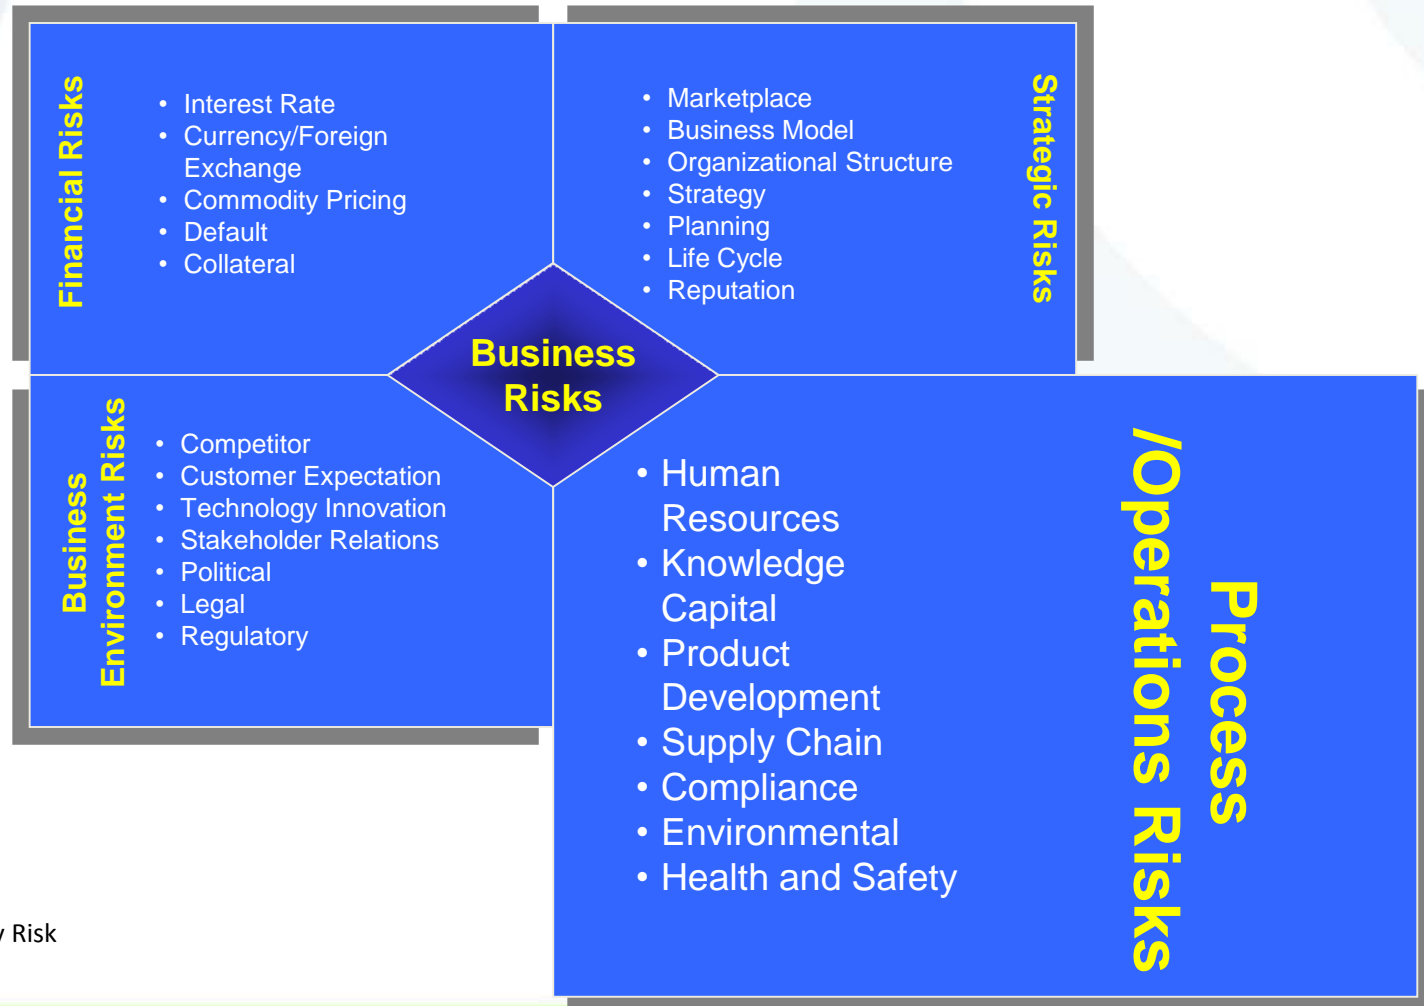 Financial Risks
• Interest Rate
• Currency/Foreign
Exchange
• Commodity Pricing
• Default
• Collateral
• Marketplace
• Business Model
• Organizational Structure
• Strategy
• Planning
• Life Cycle
• Reputation
Strategic Risks
Business
Risks
Business
Environment Risks
• Competitor
• Customer Expectation
• Technology Innovation
• Stakeholder Relations
• Political
• Legal
• Regulatory
• Human
Resources
• Knowledge
Capital
• Product
Development
• Supply Chain
• Compliance
• Environmental
• Health and Safety
Process
/Operations Risks
Risk